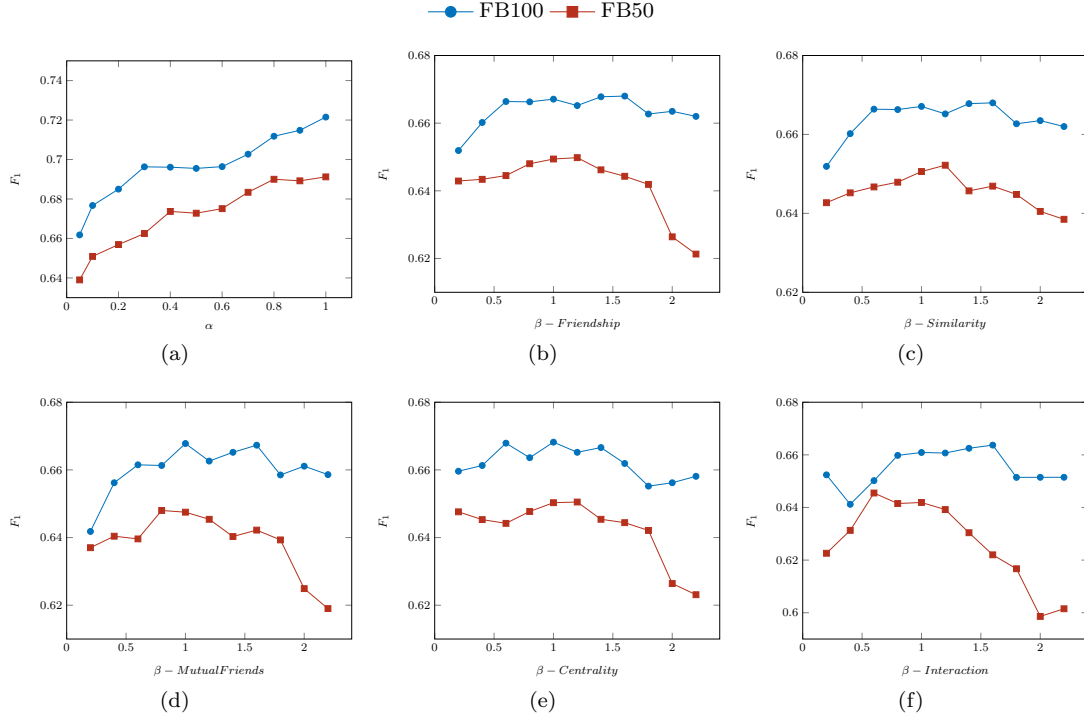 FB100 FB50
0.74
0.72
0.7
0.68
0.66
0.64
F1
0 0.2 0.4 0.6 0.8 1
α
(a)
0.68
0.66
0.64
0.62
F1
0 0.5 1 1.5 2
β − Friendship
(b)
0.68
0.66
0.64
0.62
F1
0 0.5 1 1.5 2
β − Similarity
(c)
0.68
0.66
0.64
0.62
F1
0 0.5 1 1.5 2
β − MutualFriends
(d)
0.68
0.66
0.64
0.62
F1
0 0.5 1 1.5 2
β − Centrality
(e)
0.68
0.66
0.64
0.62
0.6
F1
0 0.5 1 1.5 2
β − Interaction
(f)